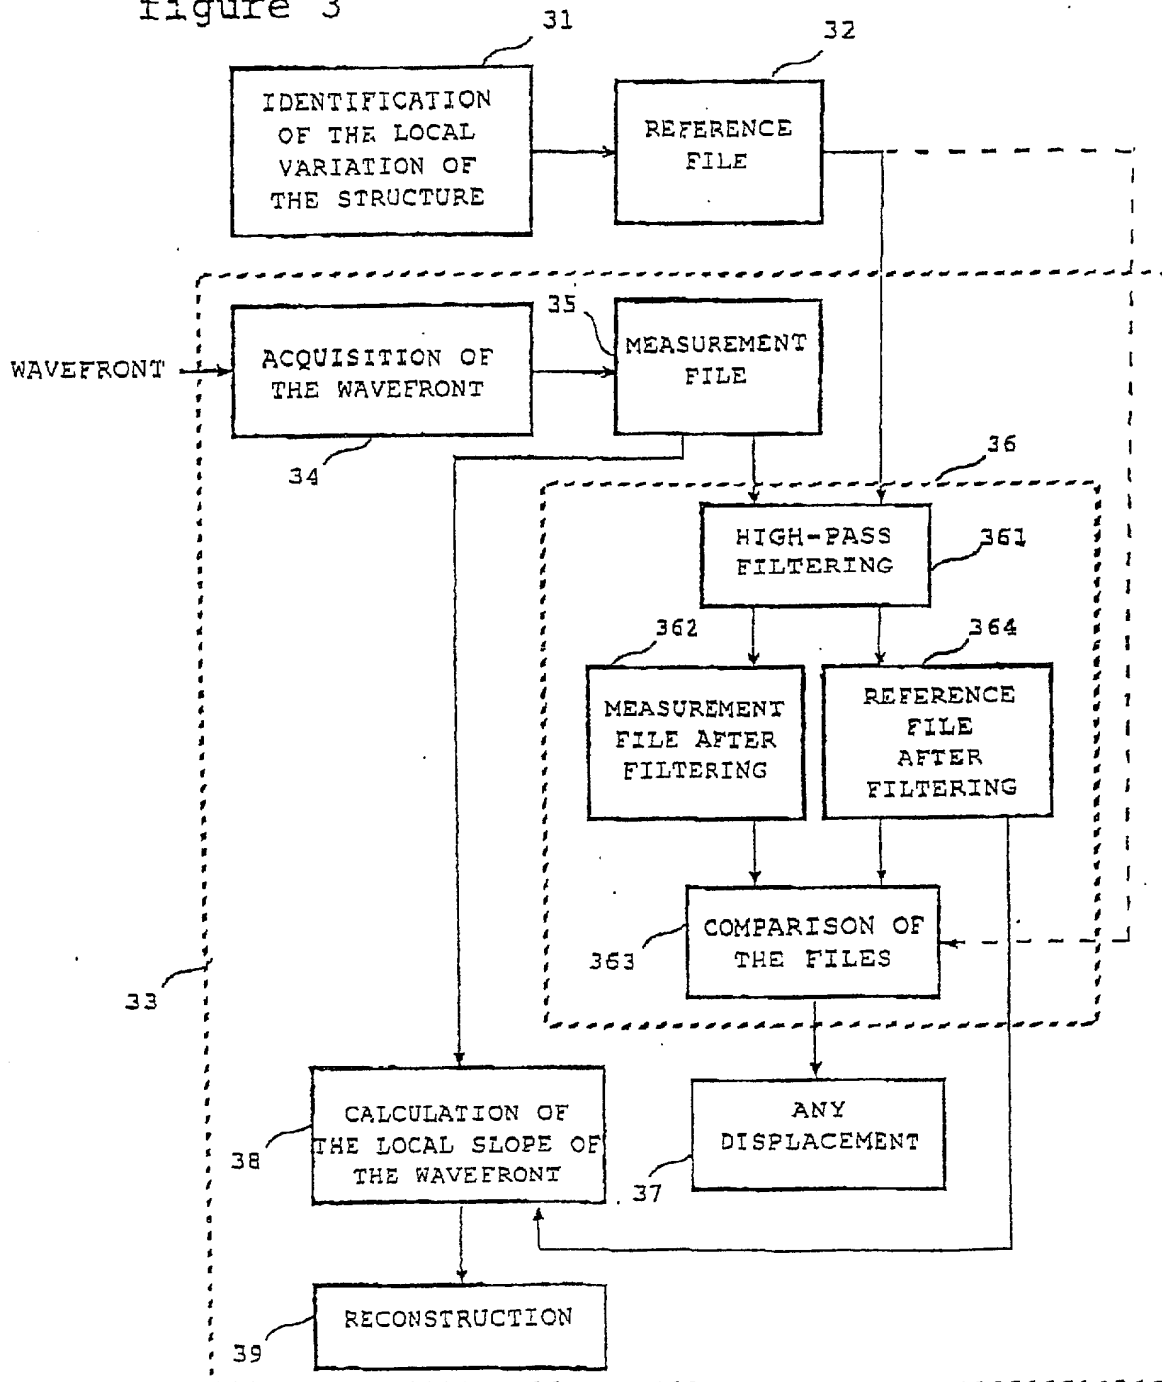 figure 3
31
32
IDENTIFICATION
OF THE LOCAL
VARIATION OF
THE STRUCTURE
REFERENCE
FILE
35
WAVEFRONT
ACQUISITION OF
THE WAVEFRONT
MEASUREMENT
FILE
34
36
HIGH-PASS
FILTERING
361
362
364
MEASUREMENT
FILE AFTER
FILTERING
REFERENCE
FILE
AFTER
FILTERING
COMPARISON OF
THE FILES
363
33
CALCULATION OF
THE LOCAL SLOPE OF
THE WAVEFRONT
38
ANY
DISPLACEMENT
37
RECONSTRUCTION
39